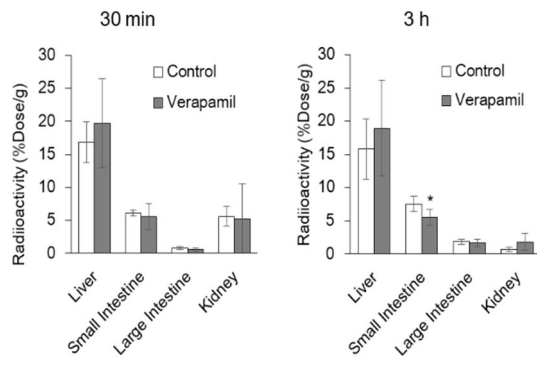 30 min
Radiioactivity (%Dose/g)
30
25
20
15
10
5
0
Control
Verapamil
Liver
Small Intestine
Large Intestine
Kidney
3 h
Radiioactivity (%Dose/g)
30
25
20
15
10
5
0
Control
Verapamil
*
Liver
Small Intestine
Large Intestine
Kidney